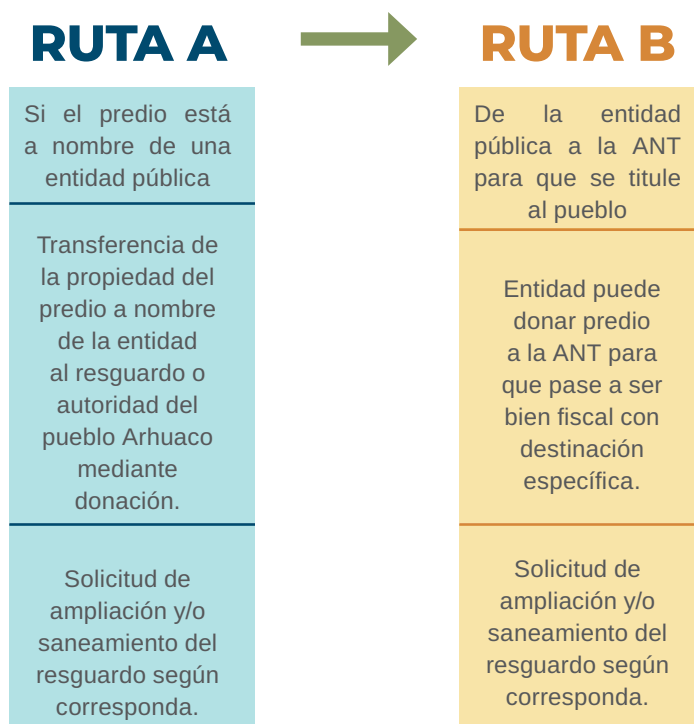 RUTA A
Si el predio está
a nombre de una
entidad pública
Transferencia de
la propiedad del
predio a nombre
de la entidad
al resguardo o
autoridad del
pueblo Arhuaco
mediante
donación.
Solicitud de
ampliación y/o
saneamiento del
resguardo según
corresponda.
RUTA B
De la entidad
pública a la ANT
para que se titule
al pueblo
Entidad puede
donar predio
a la ANT para
que pase a ser
bien fiscal con
destinación
específica.
Solicitud de
ampliación y/o
saneamiento del
resguardo según
corresponda.